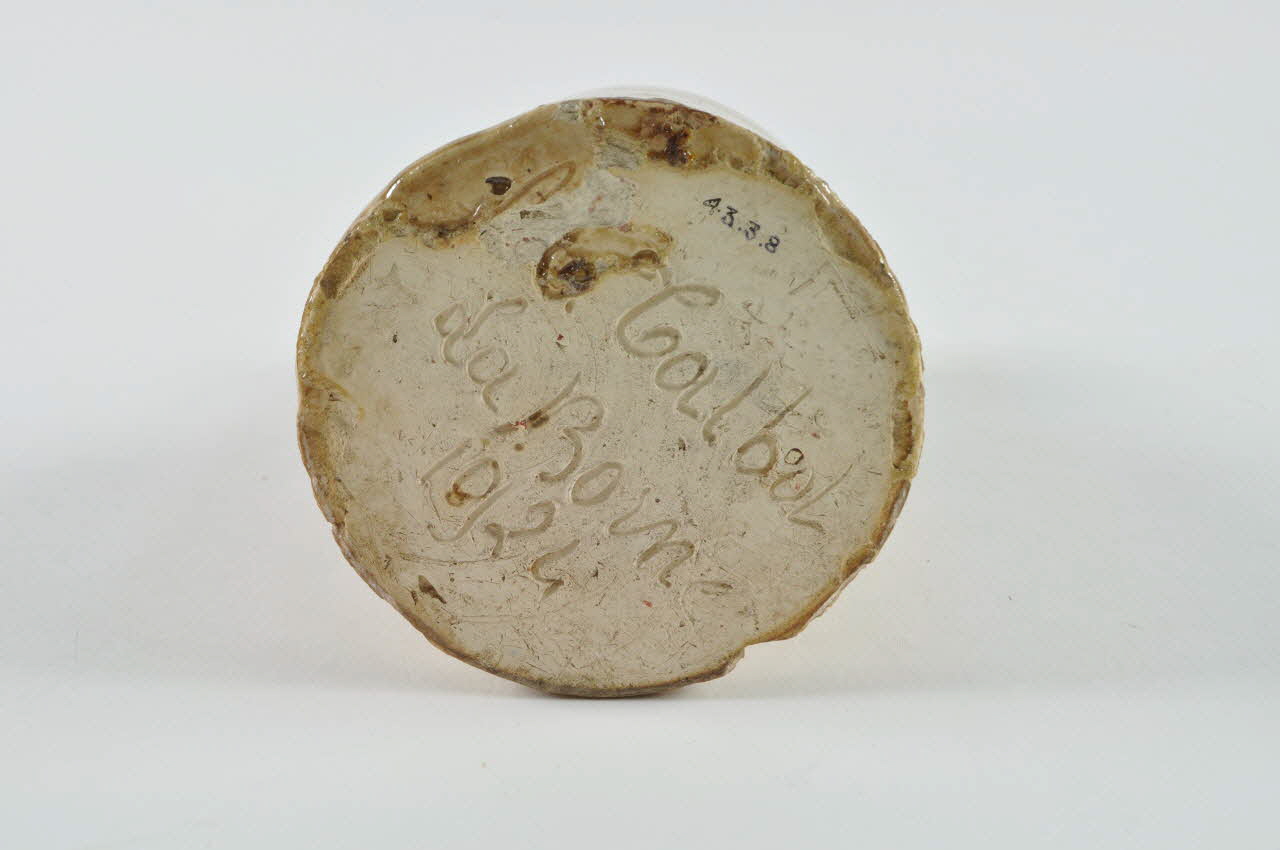 43.3.8
Talbot
La Borne
1924